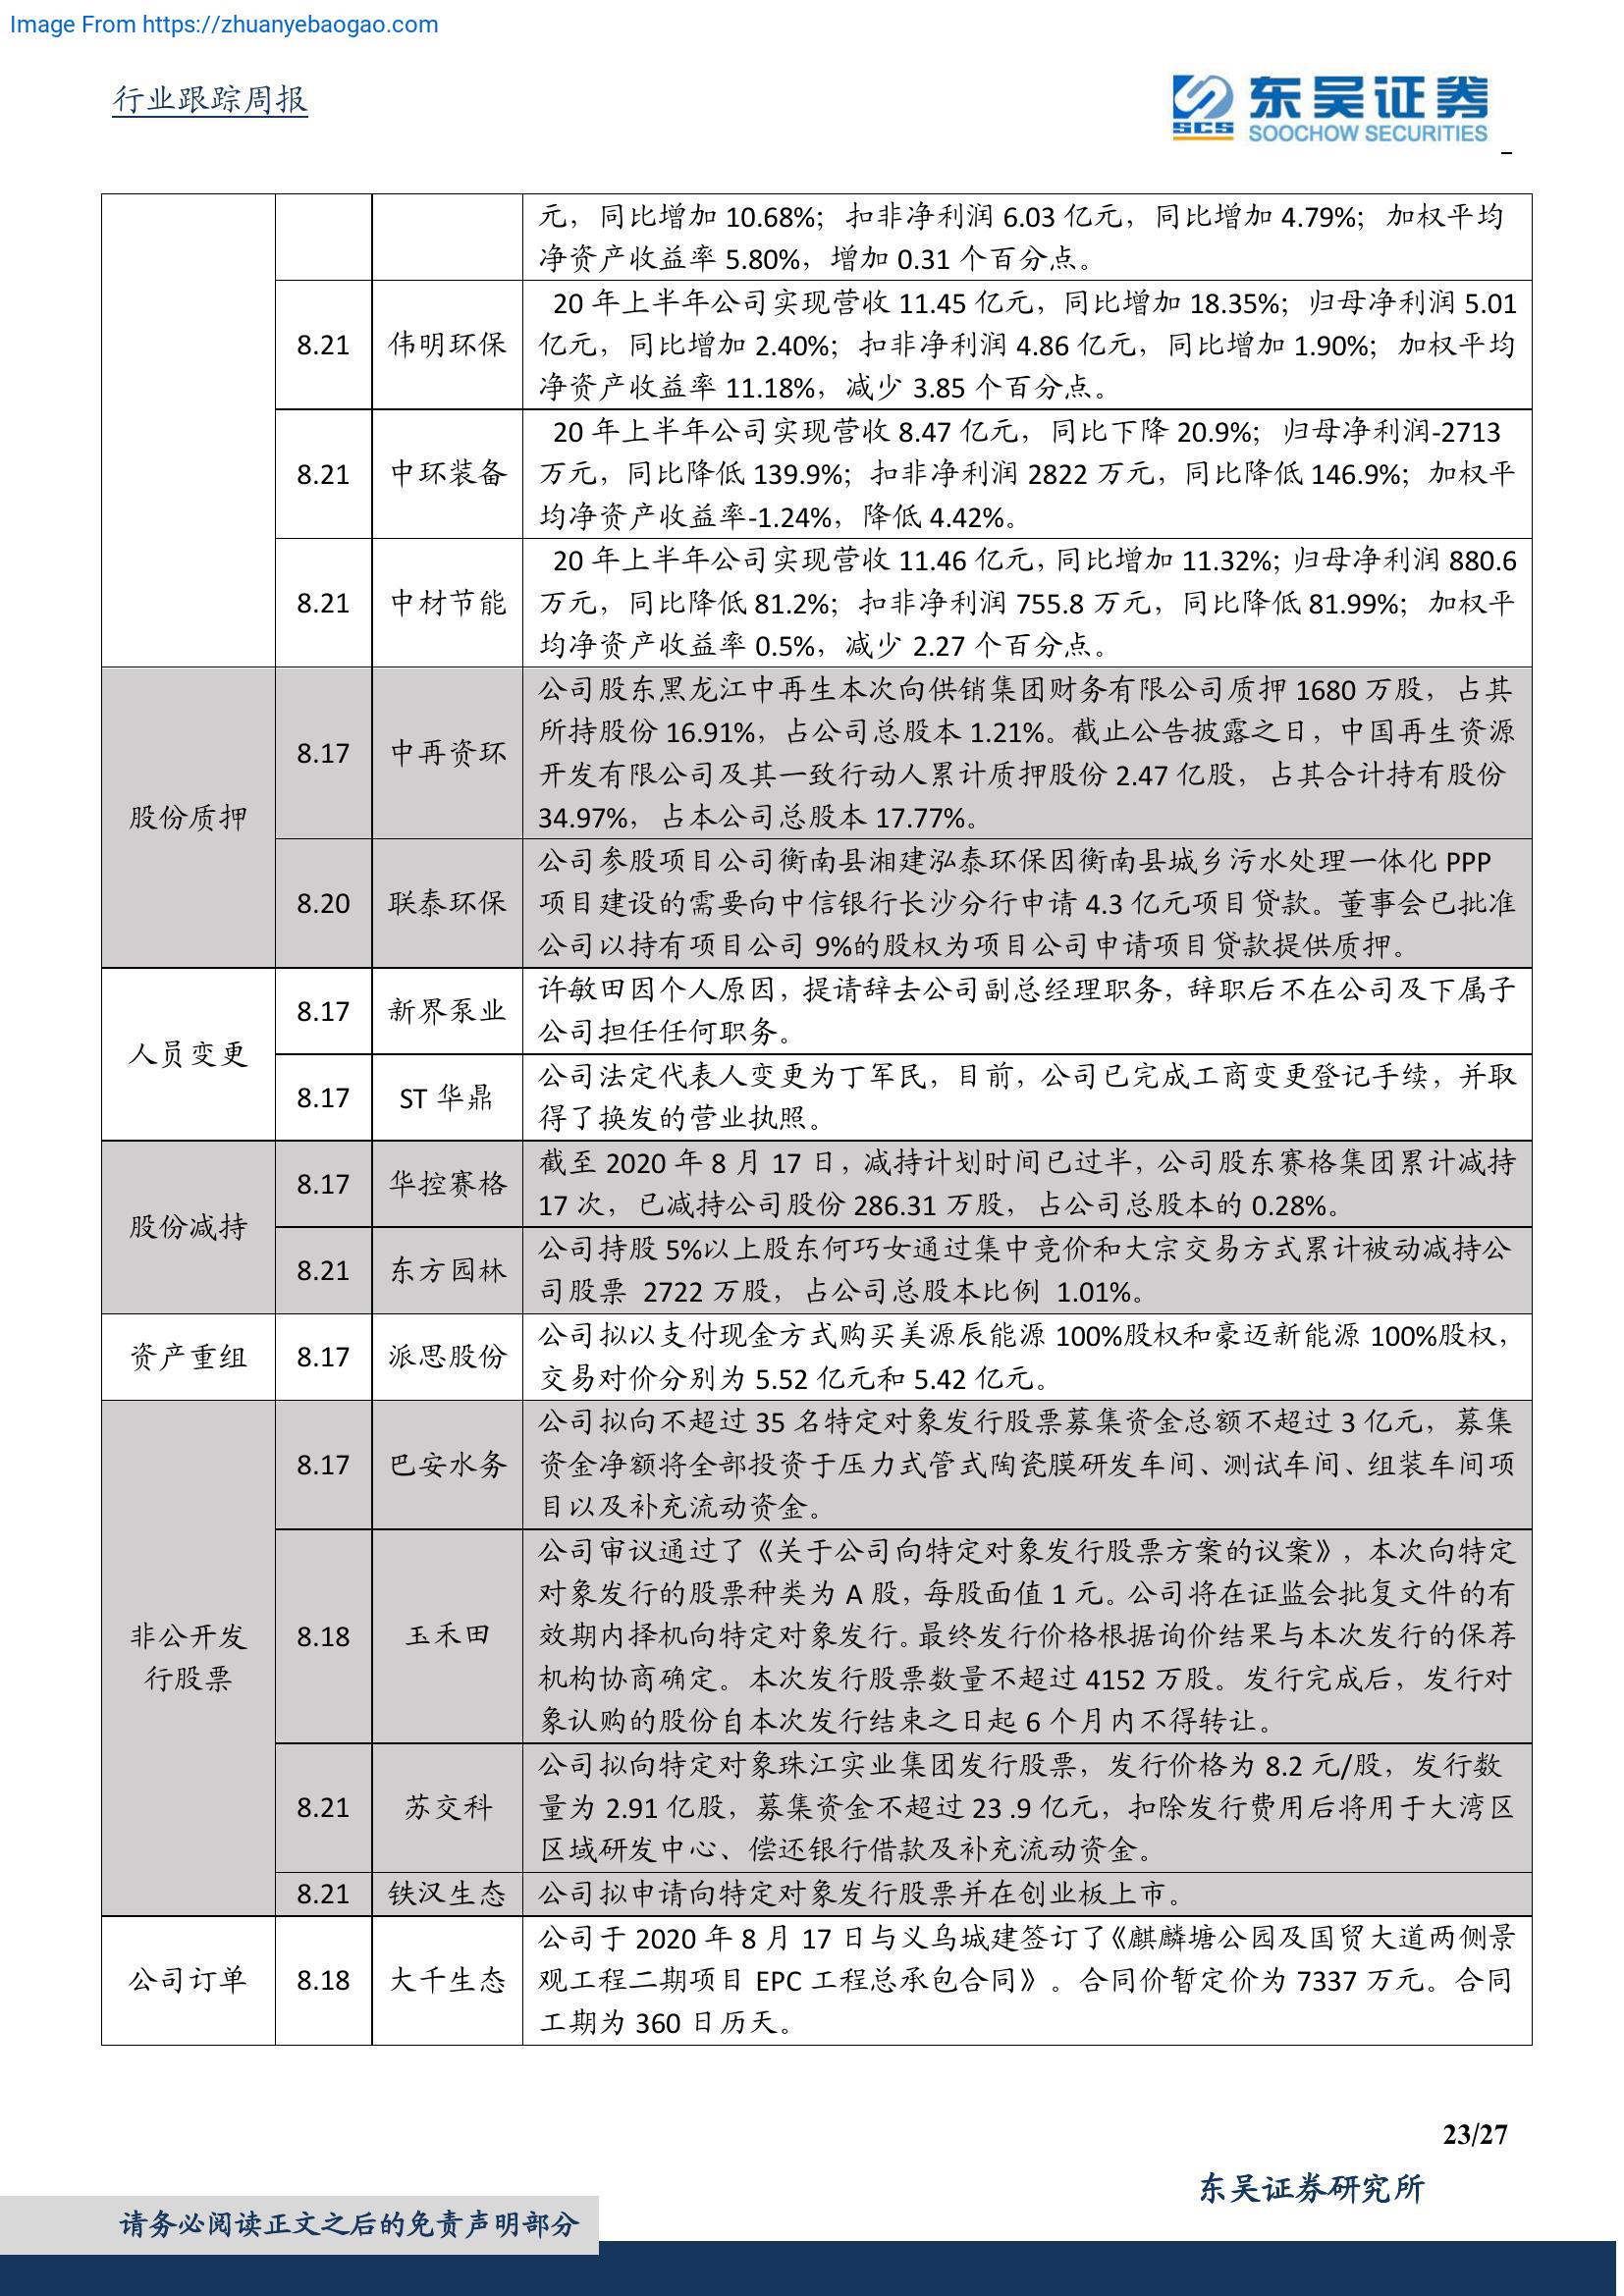 Image From https://zhuanyebaogao.com
行业跟踪周报
SCS
东吴证券
SOOCHOW SECURITIES
元，同比增加 10.68%；扣非净利润 6.03 亿元，同比增加 4.79%；加权平均
净资产收益率 5.80%，增加 0.31 个百分点。
8.21
伟明环保
20 年上半年公司实现营收 11.45 亿元，同比增加 18.35%；归母净利润 5.01
亿元，同比增加 2.40%；扣非净利润 4.86 亿元，同比增加 1.90%；加权平均
净资产收益率 11.18%，减少 3.85 个百分点。
8.21
中环装备
20 年上半年公司实现营收 8.47 亿元，同比下降 20.9%；归母净利润-2713
万元，同比降低 139.9%；扣非净利润 2822 万元，同比降低 146.9%；加权平
均净资产收益率-1.24%，降低 4.42%。
8.21
中材节能
20 年上半年公司实现营收 11.46 亿元，同比增加 11.32%；归母净利润 880.6
万元，同比降低 81.2%；扣非净利润 755.8 万元，同比降低 81.99%；加权平
均净资产收益率 0.5%，减少 2.27 个百分点。
股份质押
8.17
中再资环
公司股东黑龙江中再生本次向供销集团财务有限公司质押 1680 万股，占其
所持股份 16.91%，占公司总股本 1.21%。截止公告披露之日，中国再生资源
开发有限公司及其一致行动人累计质押股份 2.47 亿股，占其合计持有股份
34.97%，占本公司总股本 17.77%。
8.20
联泰环保
公司参股项目公司衡南县湘建泓泰环保因衡南县城乡污水处理一体化 PPP
项目建设的需要向中信银行长沙分行申请 4.3 亿元项目贷款。董事会已批准
公司以持有项目公司 9%的股权为项目公司申请项目贷款提供质押。
人员变更
8.17
新界泵业
许敏田因个人原因，提请辞去公司副总经理职务，辞职后不在公司及下属子
公司担任任何职务。
8.17
ST 华鼎
公司法定代表人变更为丁军民，目前，公司已完成工商变更登记手续，并取
得了换发的营业执照。
股份减持
8.17
华控赛格
截至 2020 年 8 月 17 日，减持计划时间已过半，公司股东赛格集团累计减持
17 次，已减持公司股份 286.31 万股，占公司总股本的 0.28%。
8.21
东方园林
公司持股 5%以上股东何巧女通过集中竞价和大宗交易方式累计被动减持公
司股票 2722 万股，占公司总股本比例 1.01%。
资产重组
8.17
派思股份
公司拟以支付现金方式购买美源辰能源 100%股权和豪迈新能源 100%股权，
交易对价分别为 5.52 亿元和 5.42 亿元。
非公开发
行股票
8.17
巴安水务
公司拟向不超过 35 名特定对象发行股票募集资金总额不超过 3 亿元，募集
资金净额将全部投资于压力式管式陶瓷膜研发车间、测试车间、组装车间项
目以及补充流动资金。
8.18
玉禾田
公司审议通过了《关于公司向特定对象发行股票方案的议案》，本次向特定
对象发行的股票种类为 A 股，每股面值 1 元。公司将在证监会批复文件的有
效期内择机向特定对象发行。最终发行价格根据询价结果与本次发行的保荐
机构协商确定。本次发行股票数量不超过 4152 万股。发行完成后，发行对
象认购的股份自本次发行结束之日起 6 个月内不得转让。
8.21
苏交科
公司拟向特定对象珠江实业集团发行股票，发行价格为 8.2 元/股，发行数
量为 2.91 亿股，募集资金不超过 23 .9 亿元，扣除发行费用后将用于大湾区
区域研发中心、偿还银行借款及补充流动资金。
8.21
铁汉生态
公司拟申请向特定对象发行股票并在创业板上市。
公司订单
8.18
大千生态
公司于 2020 年 8 月 17 日与义乌城建签订了《麒麟塘公园及国贸大道两侧景
观工程二期项目 EPC 工程总承包合同》。合同价暂定价为 7337 万元。合同
工期为 360 日历天。
23/27
东吴证券研究所
请务必阅读正文之后的免责声明部分